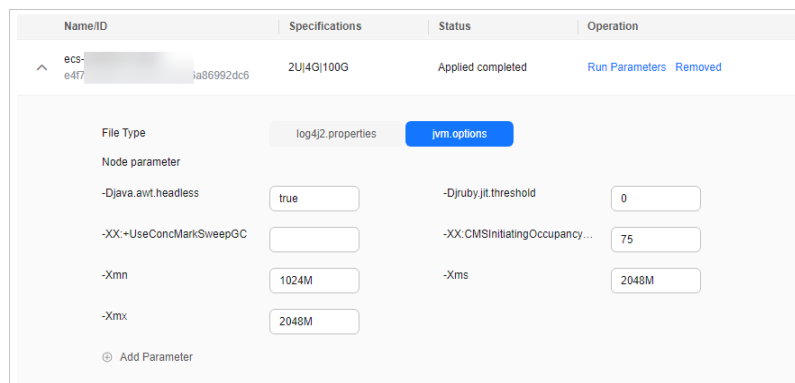 Name/ID Specifications Status Operation
ecs-
2U|4G|100G Applied completed Run Parameters Removed
e4f7 a86992dc6
File Type log4j2.properties jvm.options
Node parameter
-Djava.awt.headless true -Djruby.jit.threshold 0
-XX:+UseConcMarkSweepGC -XX:CMSInitiatingOccupancy... 75
-Xmn 1024M -Xms 2048M
-Xmx 2048M
Add Parameter